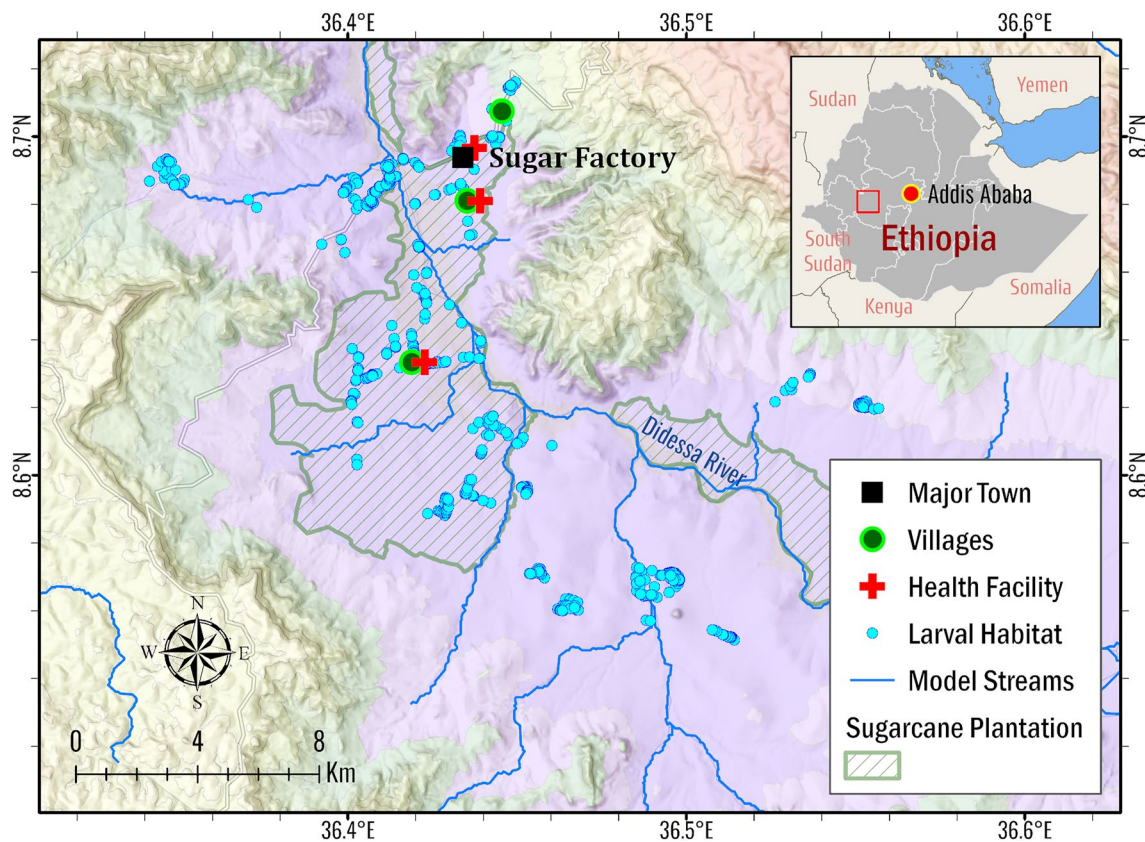 36.4°E
36.5°E
36.6°E
8.7°N
8.7°N
Sudan
Yemen
Addis Ababa
Ethiopia
South
Sudan
Kenya
Somalia
Sugar Factory
Didessa River
8.6°N
8.6°N
Major Town
Villages
Health Facility
Larval Habitat
Model Streams
Sugarcane Plantation
N
W
E
S
0
4
8
Km
36.4°E
36.5°E
36.6°E